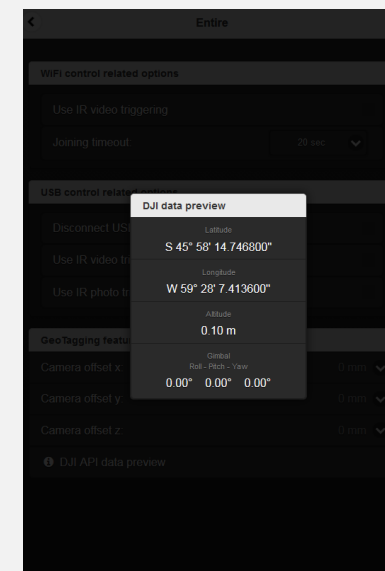 Entire
WiFi control related options
Use IR video triggering
Joining timeout
20 sec
USB control related options
Disconnect US
DJI data preview
Latitude
S 45° 58' 14.746800"
Longitude
W 59° 28' 7.413600"
Altitude
0.10 m
Gimbal
Roll - Pitch - Yaw
0.00° 0.00° 0.00°
Use IR video tr
Use IR photo tr
GeoTagging featu
Camera offset x
0 mm
Camera offset y
0 mm
Camera offset z
0 mm
DJI API data preview